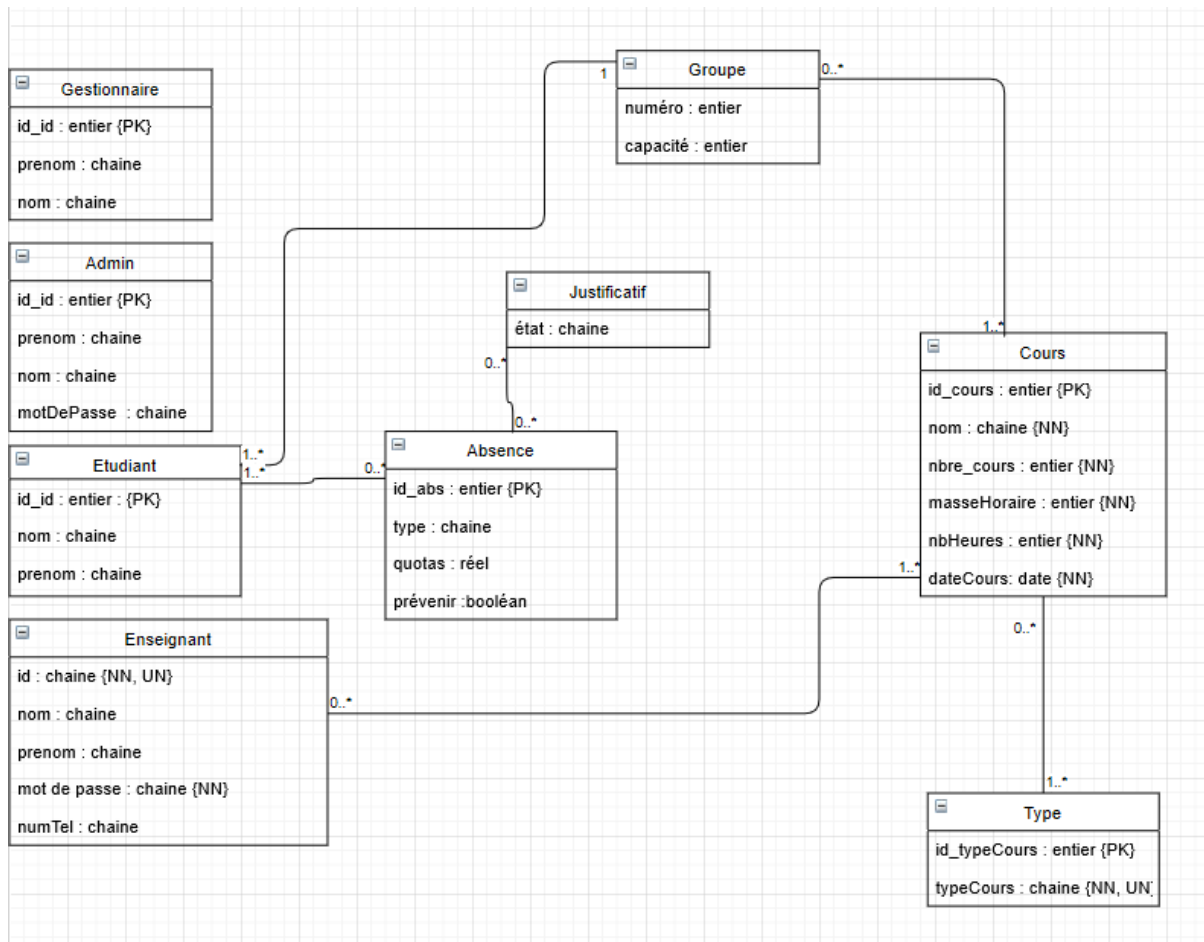 Gestionnaire
id_id : entier {PK}
prenom : chaine
nom : chaine
Admin
id_id : entier {PK}
prenom : chaine
nom : chaine
motDePasse : chaine
1..*
Etudiant
1..*
id_id : entier : {PK}
nom : chaine
prenom : chaine
Enseignant
id : chaine {NN, UN}
nom : chaine
prenom : chaine
mot de passe : chaine {NN}
numTel : chaine
0..*
1
Groupe
0..*
numéro : entier
capacité : entier
Justificatif
état : chaine
0..*
0..*
0..*
Absence
id_abs : entier {PK}
type : chaine
quotas : réel
prévenir :booléan
1..*
Cours
id_cours : entier {PK}
nom : chaine {NN}
nbre_cours : entier {NN}
masseHoraire : entier {NN}
nbHeures : entier {NN}
1..*
dateCours: date {NN}
0..*
1..*
Type
id_typeCours : entier {PK}
typeCours : chaine {NN, UN}